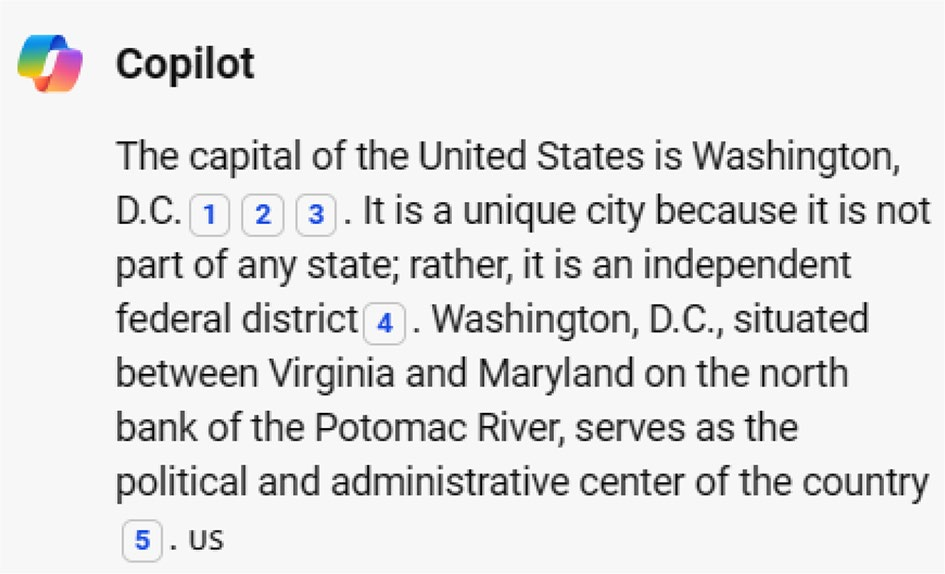 Copilot
The capital of the United States is Washington,
D.C. 1 2 3 . It is a unique city because it is not
part of any state; rather, it is an independent
federal district 4 . Washington, D.C., situated
between Virginia and Maryland on the north
bank of the Potomac River, serves as the
political and administrative center of the country
5 . US